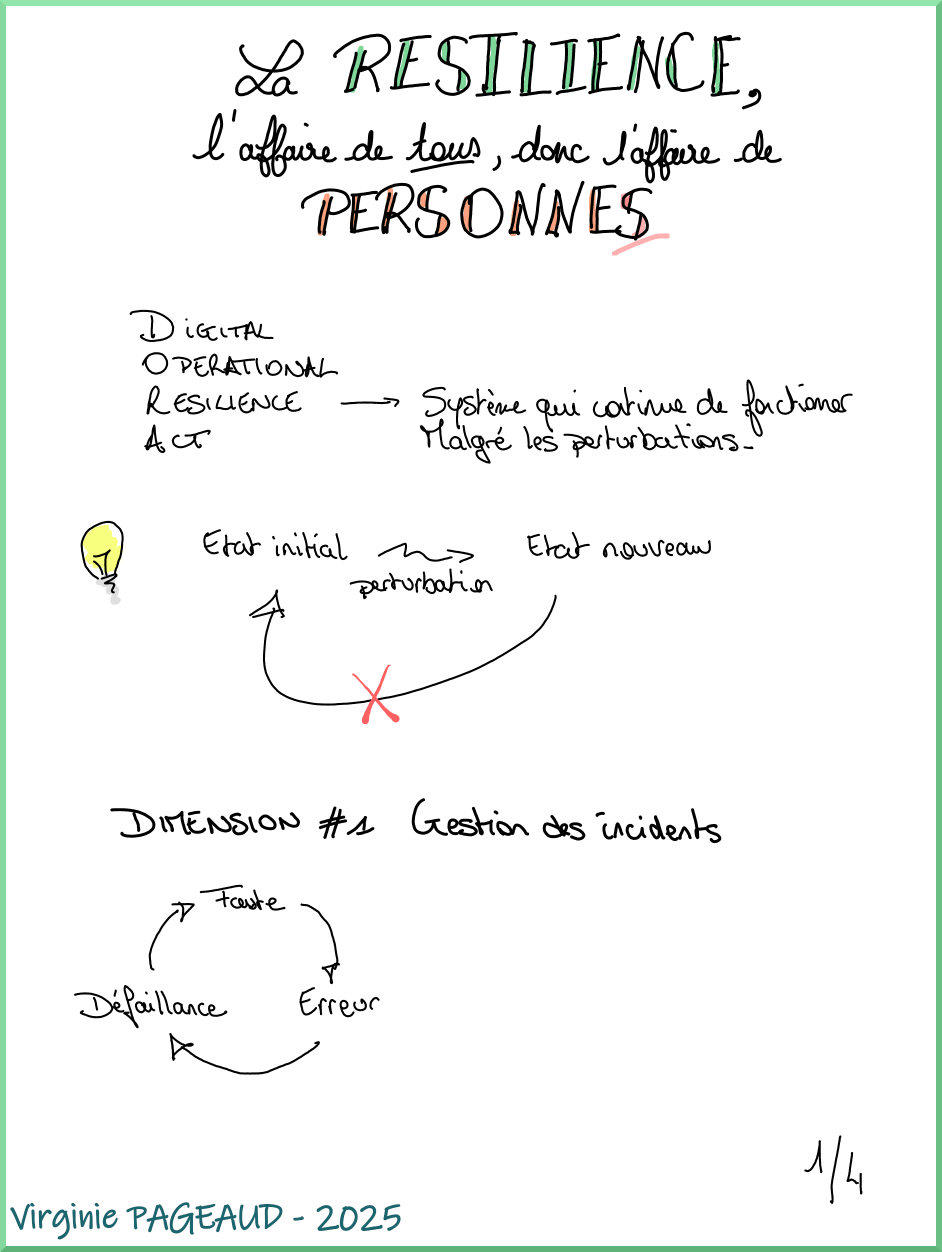 La RESILIENCE,
l'affaire de tous, donc l'affaire de
PERSONNES
DiGITAL
OPERATIONAL
RESILIENCE → Système qui continue de fonctionner
ACT Malgré les perturbations.
Etat initial Etat nouveau
perturbation
DIMENSION #1 Gestion des incidents
Faute
Défaillance Erreur
1/4
Virginie PAGEAUD - 2025